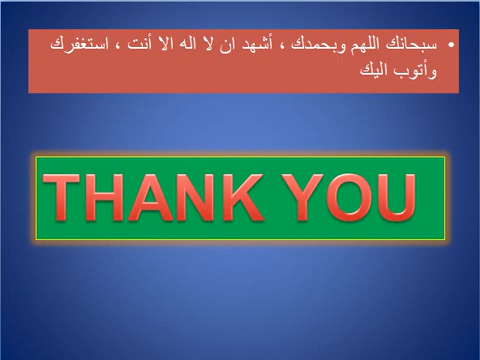 • سبحانك اللهم وبحمدك ، أشهد ان لا اله الا أنت ، استغفرك
وأتوب اليك
THANK YOU